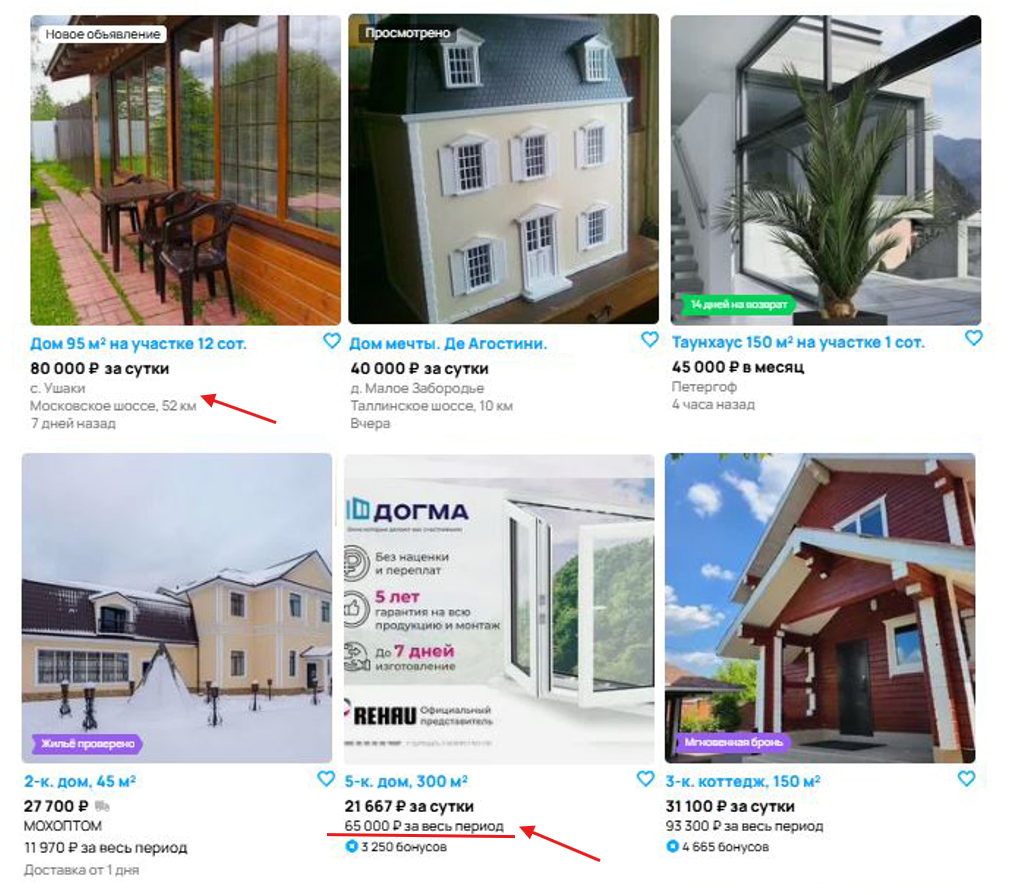 Новое объявление
Дом 95 м² на участке 12 сот.
80 000 ₽ за сутки
с. Ушаки
Московское шоссе, 52 км
7 дней назад
Просмотрено
Дом мечты. Де Агостини.
40 000 ₽ за сутки
д. Малое Забородье
Таллинское шоссе, 10 км
Вчера
14 дней на возврат
Таунхаус 150 м² на участке 1 сот.
45 000 ₽ в месяц
Петергоф
4 часа назад
Жильё проверено
2-к. дом, 45 м²
27 700 ₽
МОХОПТОМ
11 970 ₽ за весь период
Доставка от 1 дня
ДОГМА
Без наценки
и переплат
5 лет
гарантия на всю
продукцию и монтаж
До 7 дней
изготовление
REHAU Официальный
представитель
5-к. дом, 300 м²
21 667 ₽ за сутки
65 000 ₽ за весь период
3 250 бонусов
Мгновенная бронь
3-к. коттедж, 150 м²
31 100 ₽ за сутки
93 300 ₽ за весь период
4 665 бонусов